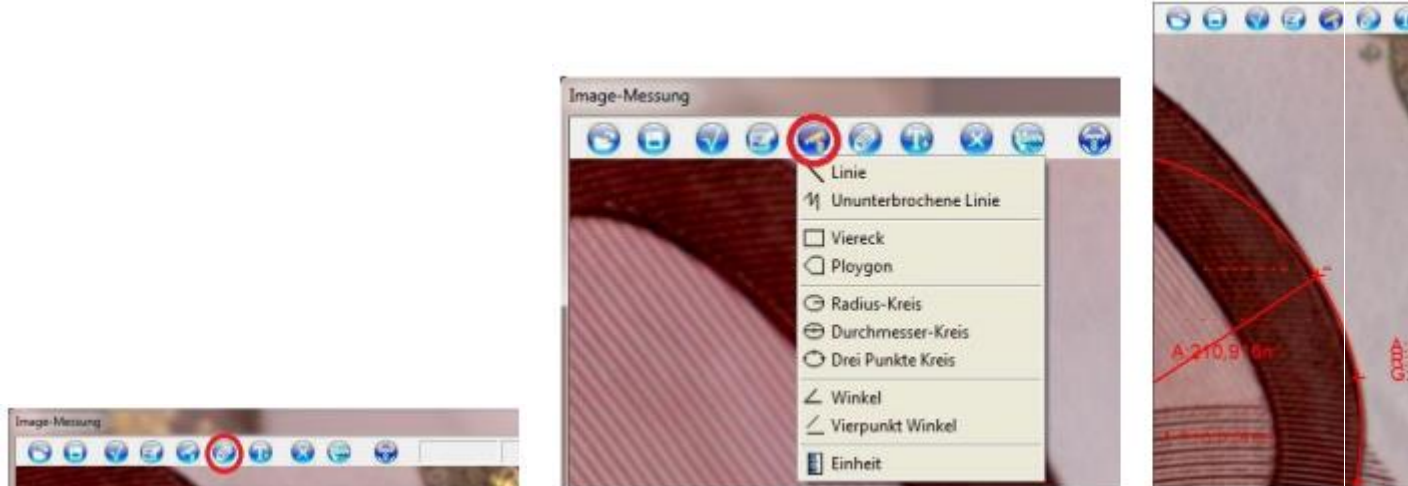 Image-Messung
Linie
Ununterbrochene Linie
Viereck
Ploygon
Radius-Kreis
Durchmesser-Kreis
Drei Punkte Kreis
Winkel
Vierpunkt Winkel
Einheit
Image-Messung